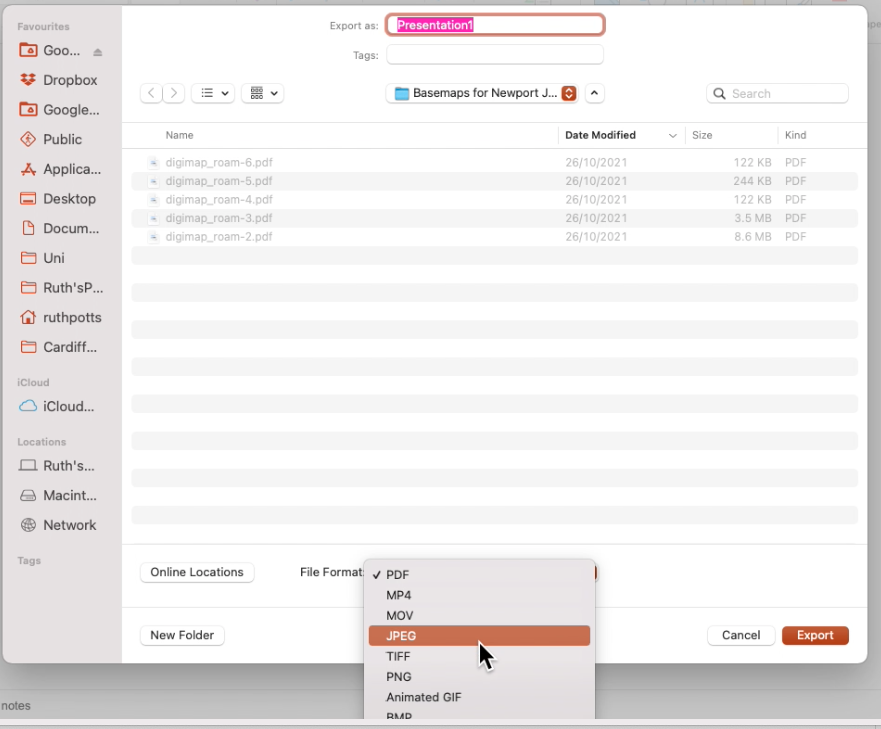 Favourites
Goo...
Dropbox
Google...
Public
Applica...
Desktop
Docum...
Uni
Ruth'sP...
ruthpotts
Cardiff...
iCloud
iCloud...
Locations
Ruth's...
Macint...
Network
Tags
Export as: Presentation1
Tags:
Basemaps for Newport J...
Search
Name Date Modified Size Kind
digimap_roam-6.pdf 26/10/2021 122 KB PDF
digimap_roam-5.pdf 26/10/2021 244 KB PDF
digimap_roam-4.pdf 26/10/2021 122 KB PDF
digimap_roam-3.pdf 26/10/2021 3.5 MB PDF
digimap_roam-2.pdf 26/10/2021 8.6 MB PDF
Online Locations File Format:
✓ PDF
MP4
MOV
JPEG
TIFF
PNG
Animated GIF
BMP
New Folder Cancel Export
notes